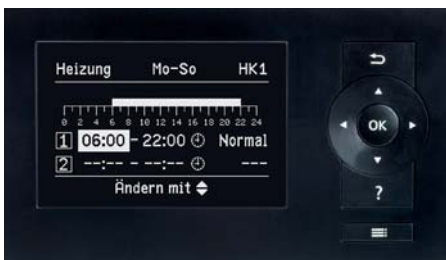 Heizung Mo-So HK1
0 2 4 6 8 10 12 14 16 18 20 22 24
1 06:00 - 22:00 Normal
2 --:-- - --:-- ---
Ändern mit
OK
?